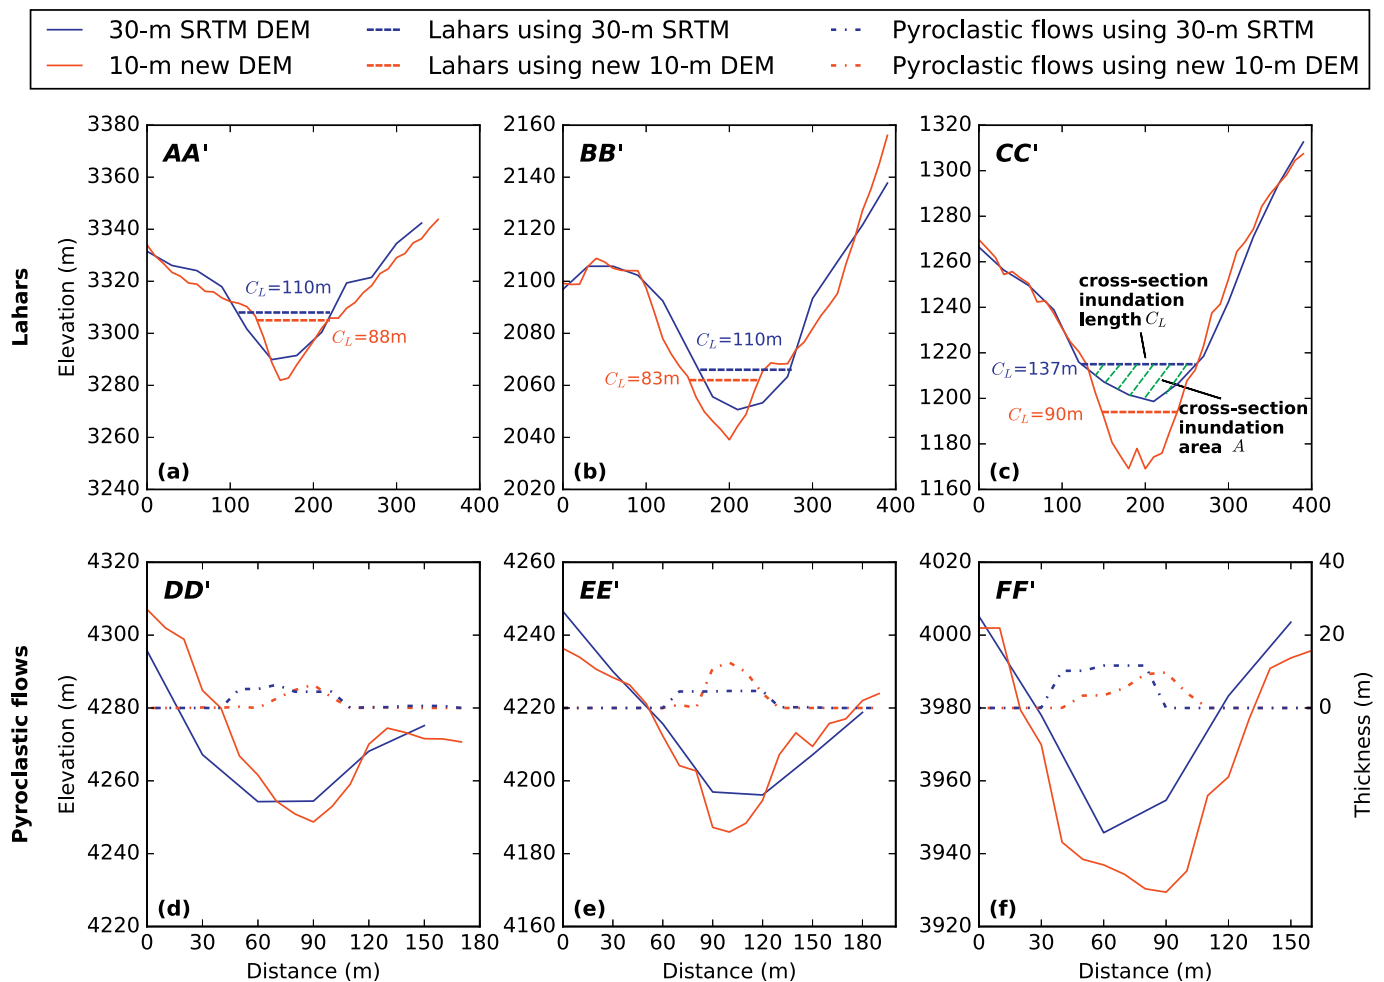 30-m SRTM DEM
Lahars using 30-m SRTM
Pyroclastic flows using 30-m SRTM
10-m new DEM
Lahars using new 10-m DEM
Pyroclastic flows using new 10-m DEM
Lahars
Elevation (m)
3380
3360
3340
3320
3300
3280
3260
3240
AA'
C_L=110m
C_L=88m
(a)
0 100 200 300 400
2160
2140
2120
2100
2080
2060
2040
2020
BB'
C_L=110m
C_L=83m
(b)
0 100 200 300 400
1320
1300
1280
1260
1240
1220
1200
1180
1160
CC'
cross-section
inundation
length C_L
C_L=137m
C_L=90m
cross-section
inundation
area A
(c)
0 100 200 300 400
Pyroclastic flows
Elevation (m)
4320
4300
4280
4260
4240
4220
DD'
(d)
0 30 60 90 120 150 180
Distance (m)
4260
4240
4220
4200
4180
4160
EE'
(e)
0 30 60 90 120 150 180
Distance (m)
4020
4000
3980
3960
3940
3920
FF'
(f)
0 30 60 90 120 150
Distance (m)
40
20
0
Thickness (m)